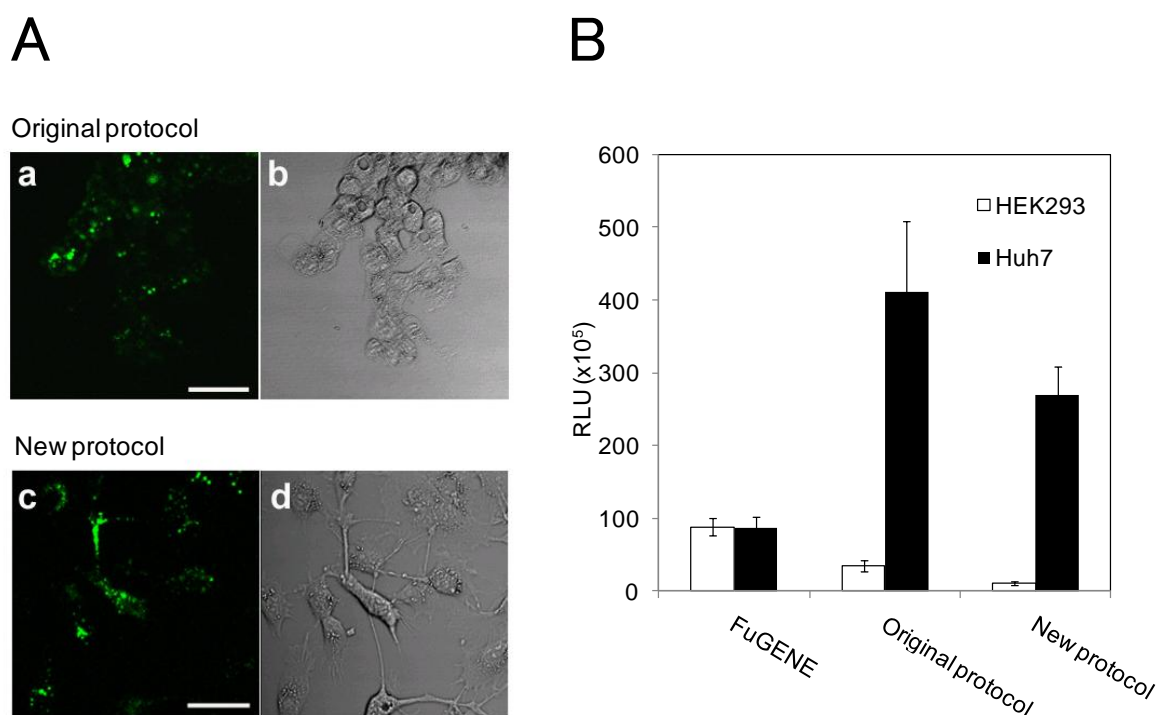 A
B
Original protocol
a
b
New protocol
c
d
600
500
400
300
200
100
0
RLU (x10⁵)
HEK293
Huh7
FuGENE
Original protocol
New protocol